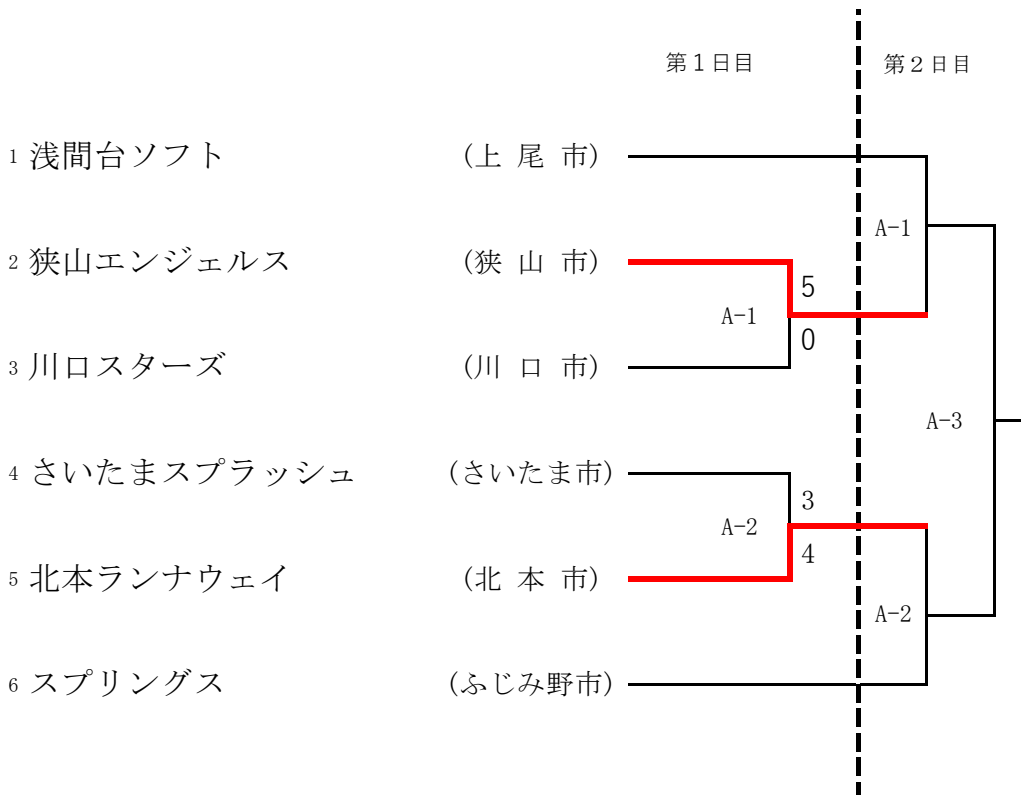 第1日目 第2日目
1 浅間台ソフト (上 尾 市)
A-1
2 狭山エンジェルス (狭 山 市)
5
A-1
0
3 川口スターズ (川 口 市)
A-3
4 さいたまスプラッシュ (さいたま市)
3
A-2
4
5 北本ランナウェイ (北 本 市)
A-2
6 スプリングス (ふじみ野市)